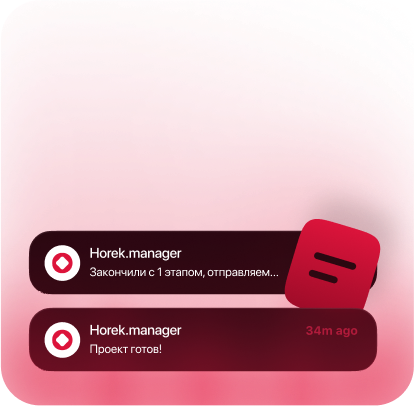 Horek.manager
Закончили с 1 этапом, отправляем...
Horek.manager
34m ago
Проект готов!